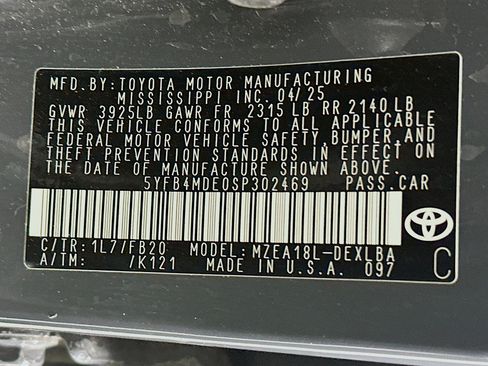 MFD. BY: TOYOTA MOTOR MANUFACTURING
MISSISSIPPI, INC. 04/25
GVWR 3925LB GAWR FR 2315LB RR 2140LB
THIS VEHICLE CONFORMS TO ALL APPLICABLE
FEDERAL MOTOR VEHICLE SAFETY, BUMPER, AND
THEFT PREVENTION STANDARDS IN EFFECT ON
THE DATE OF MANUFACTURE SHOWN ABOVE.
5YFB4MDE0SP302469 PASS.CAR
C/TR: 1L7/FB20 MODEL: MZEA18L-DEXLBA
A/TM: /K121 MADE IN U.S.A. 097 C